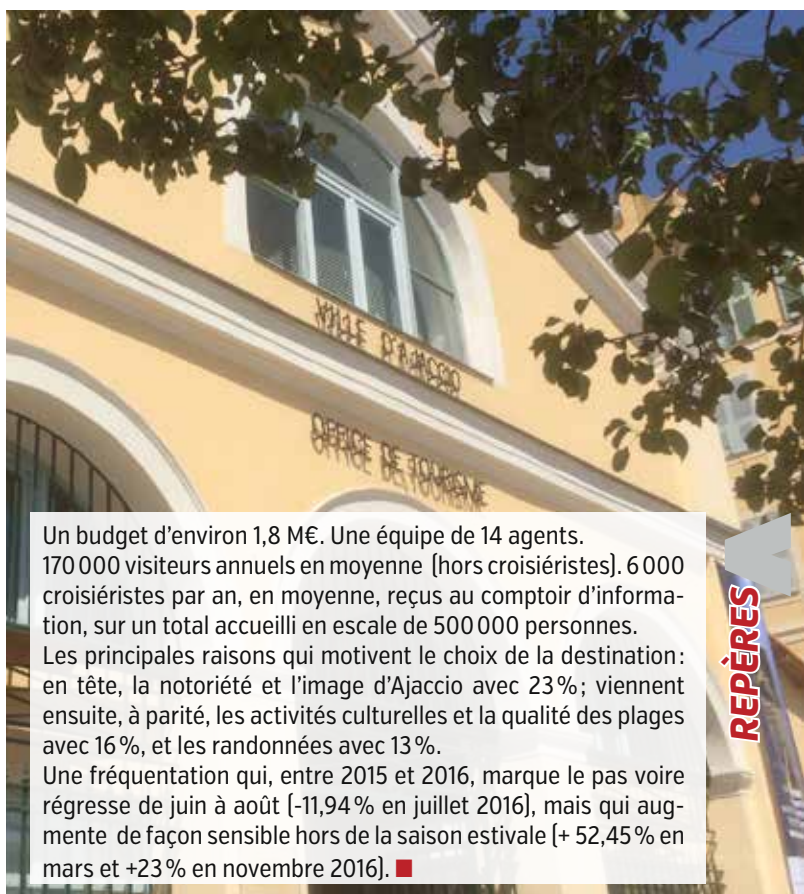 VILLE D'AJACCIO
OFFICE DE TOURISME
Un budget d'environ 1,8 M€. Une équipe de 14 agents.
170 000 visiteurs annuels en moyenne (hors croisiéristes). 6 000
croisiéristes par an, en moyenne, reçus au comptoir d'informa-
tion, sur un total accueilli en escale de 500 000 personnes.
Les principales raisons qui motivent le choix de la destination :
en tête, la notoriété et l'image d'Ajaccio avec 23 % ; viennent
ensuite, à parité, les activités culturelles et la qualité des plages
avec 16 %, et les randonnées avec 13 %.
Une fréquentation qui, entre 2015 et 2016, marque le pas voire
régresse de juin à août (-11,94 % en juillet 2016), mais qui aug-
mente de façon sensible hors de la saison estivale (+ 52,45 % en
mars et +23 % en novembre 2016).
REPÈRES